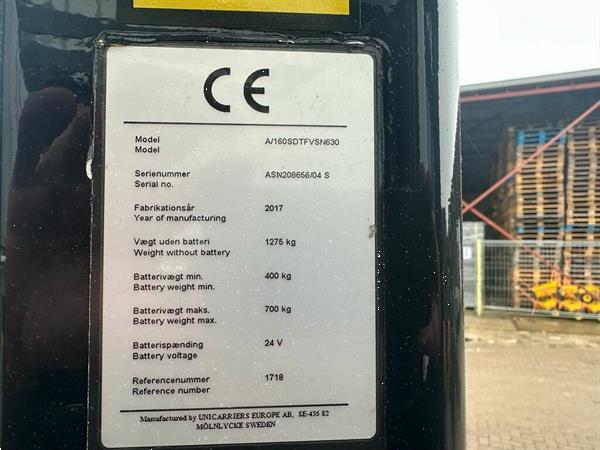 CE
Model A/160SDTFVSN630
Model
Serienummer ASN208656/04 S
Serial no.
Fabrikationsår 2017
Year of manufacturing
Vægt uden batteri 1275 kg
Weight without battery
Batterivægt min. 400 kg
Battery weight min.
Batterivægt maks. 700 kg
Battery weight max.
Batterispænding 24 V
Battery voltage
Referencenummer 1718
Reference number
Manufactured by UNICARRIERS EUROPE AB, SE-435 82
MÖLNLYCKE SWEDEN